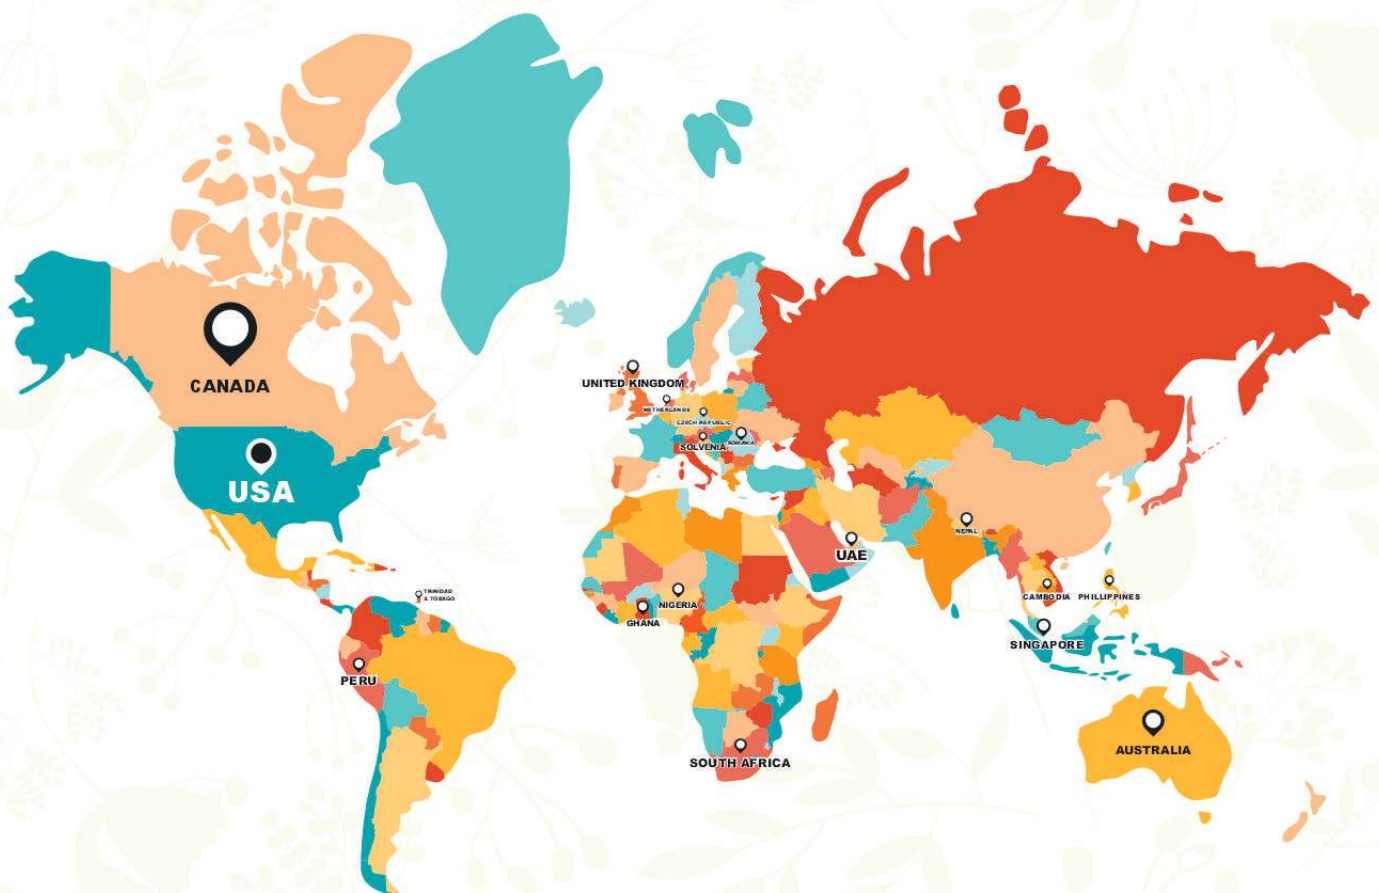 CANADA
USA
TRINIDAD
& TOBAGO
PERU
UNITED KINGDOM
NETHERLANDS
CZECH REPUBLIC
SOLVENIA
ROMANIA
NIGERIA
GHANA
SOUTH AFRICA
UAE
NEPAL
CAMBODIA
PHILLIPPINES
SINGAPORE
AUSTRALIA